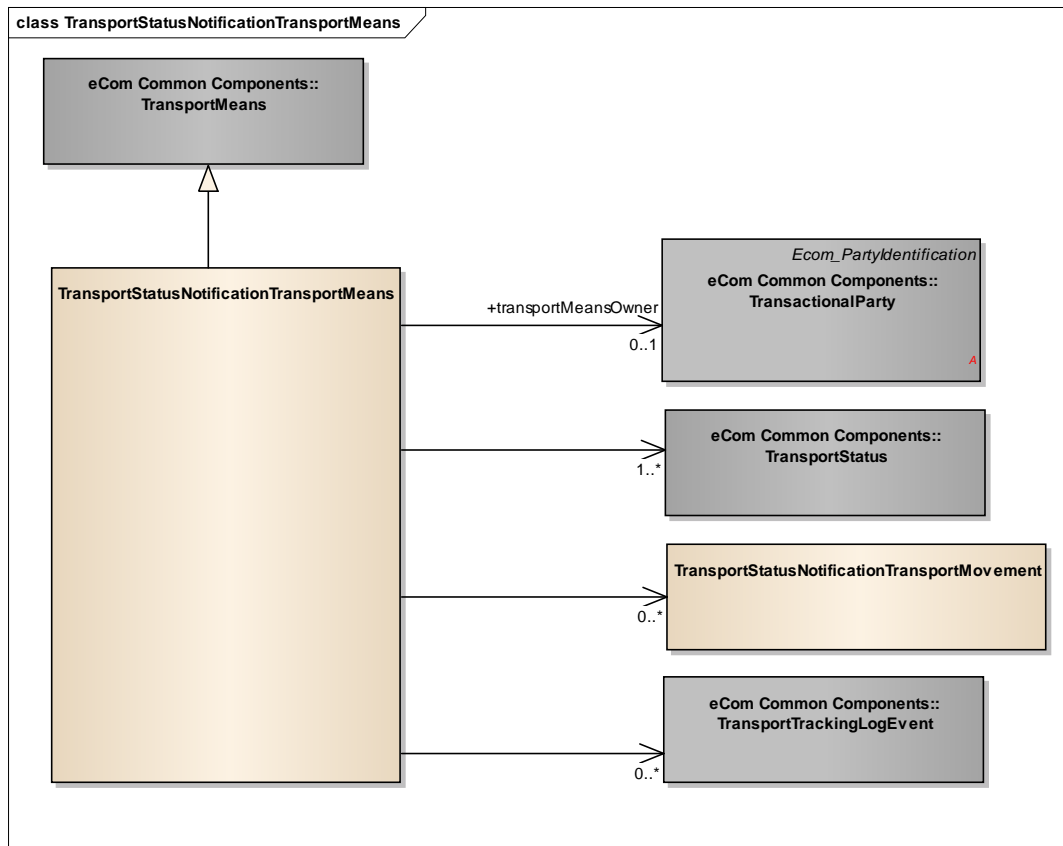 class TransportStatusNotificationTransportMeans
eCom Common Components::
TransportMeans
TransportStatusNotificationTransportMeans
+transportMeansOwner
0..1
Ecom_PartyIdentification
eCom Common Components::
TransactionalParty
A
1..*
eCom Common Components::
TransportStatus
0..*
TransportStatusNotificationTransportMovement
0..*
eCom Common Components::
TransportTrackingLogEvent